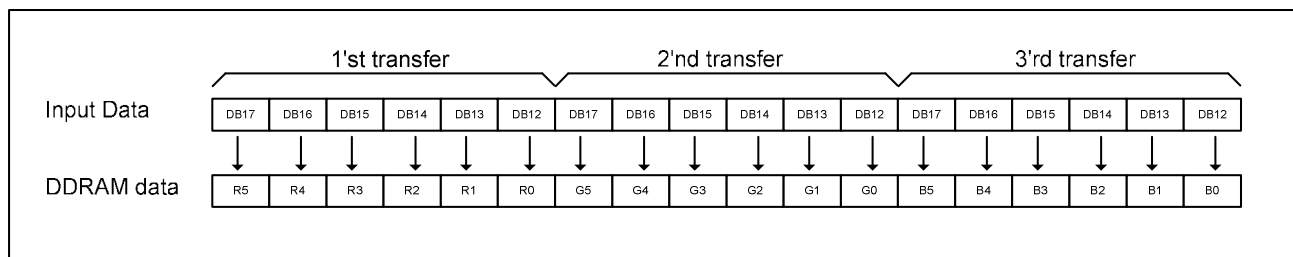 1'st transfer 2'nd transfer 3'rd transfer
Input Data DB17 DB16 DB15 DB14 DB13 DB12 DB17 DB16 DB15 DB14 DB13 DB12 DB17 DB16 DB15 DB14 DB13 DB12
DDRAM data R5 R4 R3 R2 R1 R0 G5 G4 G3 G2 G1 G0 B5 B4 B3 B2 B1 B0